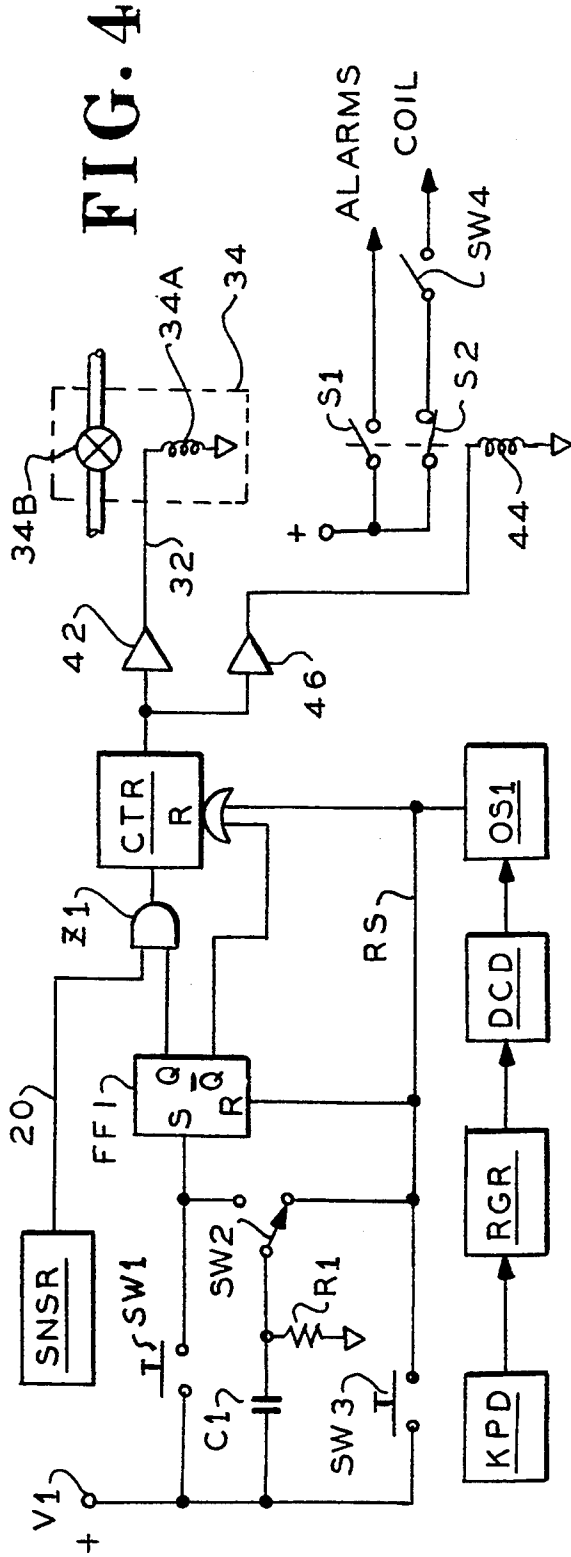 FIG. 4
V1
+
SNSR
20
FF1
S
Q
Q̅
R
SW1
SW2
C1
R1
SW3
Z1
CTR
R
RS
KPD
RGR
DCD
OS1
42
46
32
34B
34A
34
+
S1
S2
SW4
44
ALARMS
COIL